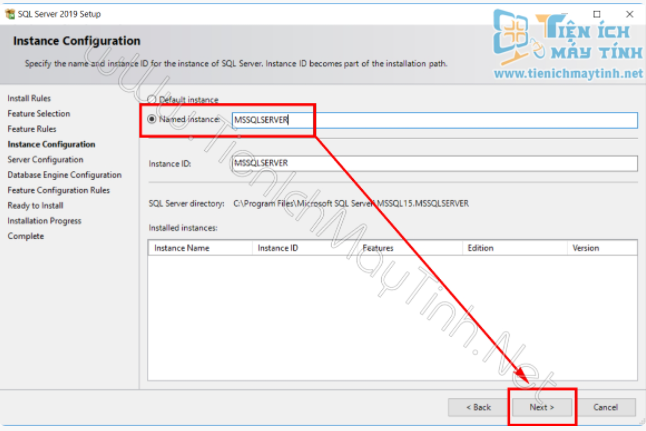 SQL Server 2019 Setup
TIỆN ÍCH
MÁY TÍNH
www.tienichmaytinh.net
Instance Configuration
Specify the name and instance ID for the instance of SQL Server. Instance ID becomes part of the installation path.
Install Rules
Feature Selection
Feature Rules
Instance Configuration
Server Configuration
Database Engine Configuration
Feature Configuration Rules
Ready to Install
Installation Progress
Complete
Default instance
Named instance: MSSQLSERVER
Instance ID: MSSQLSERVER
SQL Server directory: C:\Program Files\Microsoft SQL Server\MSSQL15.MSSQLSERVER
Installed instances:
Instance Name Instance ID Features Edition Version
www.TienIchMayTinh.Net
< Back Next > Cancel